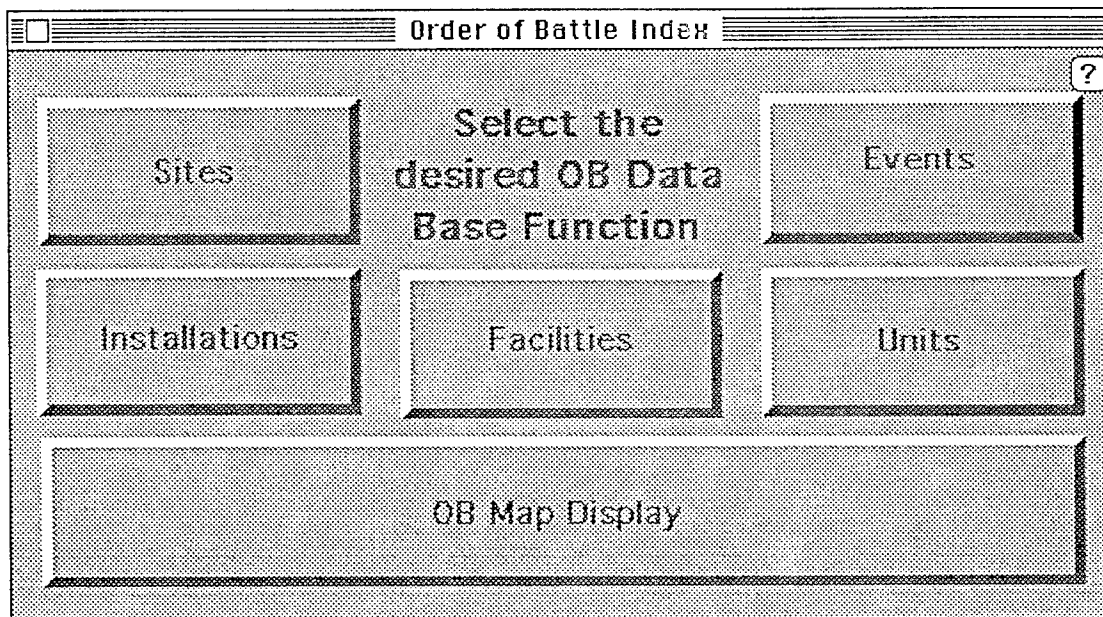 Order of Battle Index
?
Select the
desired OB Data
Base Function
Sites
Events
Installations
Facilities
Units
OB Map Display